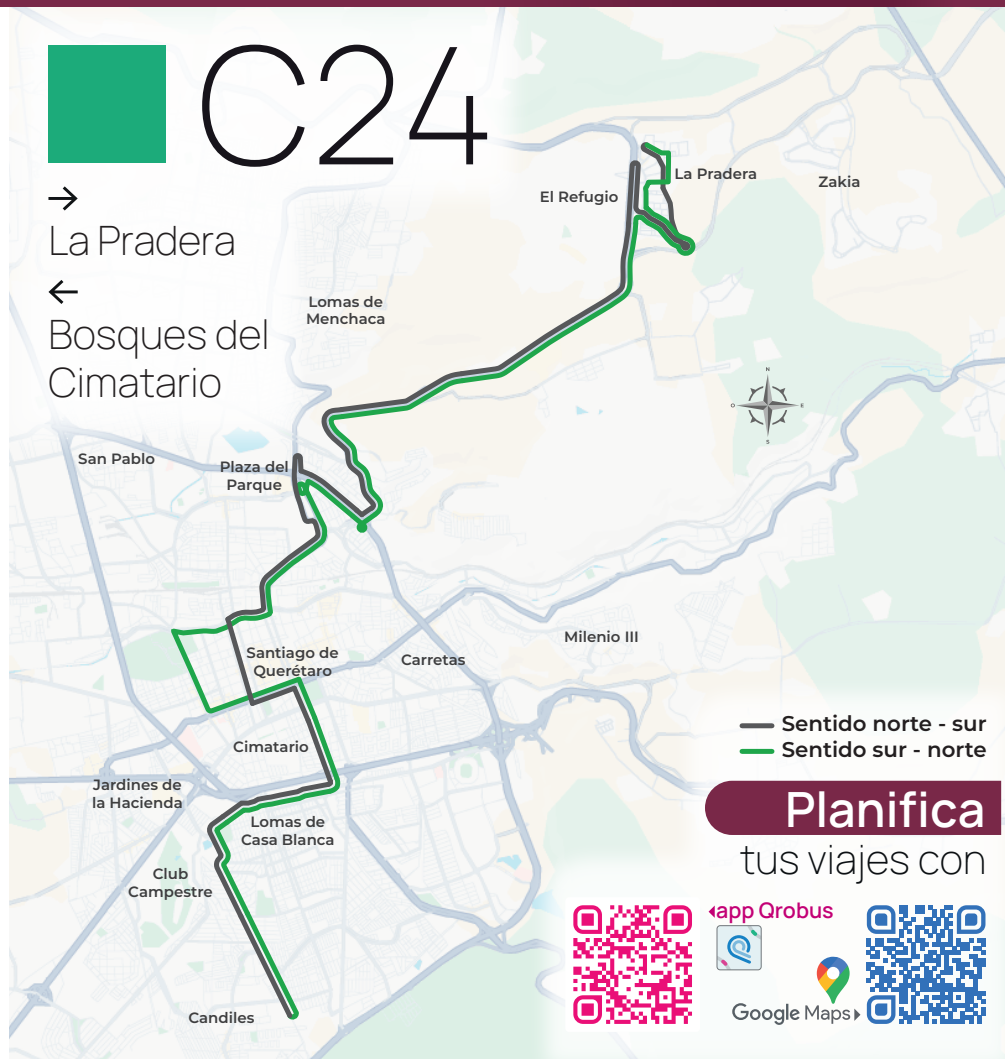 C24
→
La Pradera
←
Bosques del
Cimatario
La Pradera
Zakia
El Refugio
Lomas de
Menchaca
N
O
E
S
San Pablo
Plaza del
Parque
Milenio III
Santiago de
Querétaro
Carretas
Sentido norte - sur
Sentido sur - norte
Cimatario
Jardines de
la Hacienda
Lomas de
Casa Blanca
Club
Campestre
Candiles
Planifica
tus viajes con
app Qrobus
Google Maps